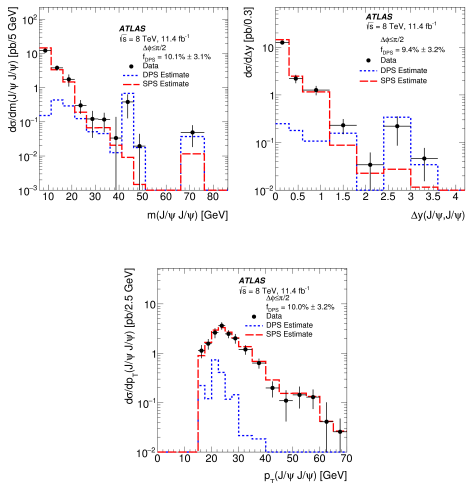 dσ/dm(J/ψ J/ψ) [pb/5 GeV]
10
1
10⁻¹
10⁻²
10⁻³
ATLAS
√s = 8 TeV, 11.4 fb⁻¹
Δϕ≤π/2
f_DPS = 10.1% ± 3.1%
Data
DPS Estimate
SPS Estimate
10 20 30 40 50 60 70 80
m(J/ψ J/ψ) [GeV]
dσ/dΔy [pb/0.3]
10
1
10⁻¹
10⁻²
ATLAS
√s = 8 TeV, 11.4 fb⁻¹
Δϕ≤π/2
f_DPS = 9.4% ± 3.2%
Data
DPS Estimate
SPS Estimate
0 0.5 1 1.5 2 2.5 3 3.5 4
Δy(J/ψ,J/ψ)
dσ/dp_T(J/ψ J/ψ) [pb/2.5 GeV]
10
1
10⁻¹
10⁻²
ATLAS
√s = 8 TeV, 11.4 fb⁻¹
Δϕ≤π/2
f_DPS = 10.0% ± 3.2%
Data
DPS Estimate
SPS Estimate
0 10 20 30 40 50 60 70
p_T(J/ψ J/ψ) [GeV]